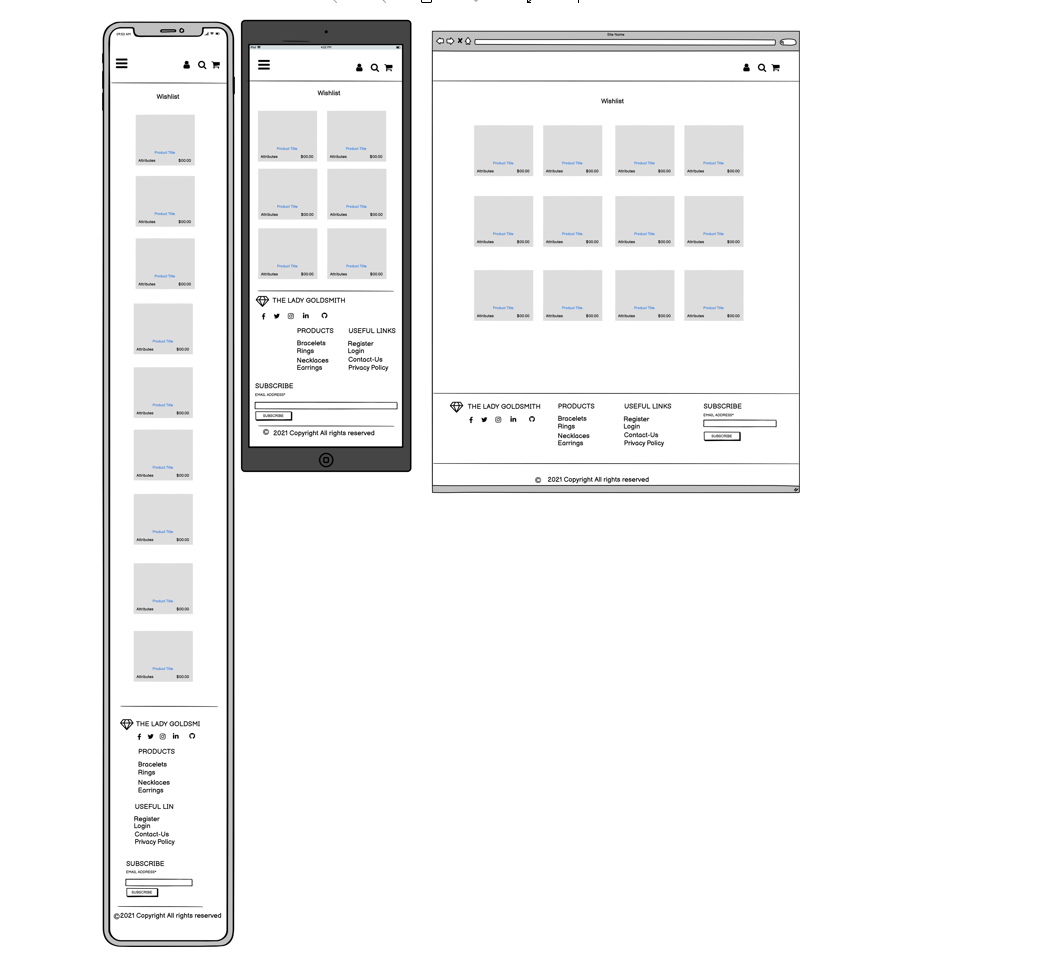 09:02 AM
Wishlist
Product Title
Attributes $00.00
Product Title
Attributes $00.00
Product Title
Attributes $00.00
Product Title
Attributes $00.00
Product Title
Attributes $00.00
Product Title
Attributes $00.00
Product Title
Attributes $00.00
Product Title
Attributes $00.00
Product Title
Attributes $00.00
THE LADY GOLDSMI
PRODUCTS
Bracelets
Rings
Necklaces
Earrings
USEFUL LIN
Register
Login
Contact-Us
Privacy Policy
SUBSCRIBE
EMAIL ADDRESS*
SUBSCRIBE
©2021 Copyright All rights reserved
Wishlist
Product Title Product Title
Attributes $00.00 Attributes $00.00
Product Title Product Title
Attributes $00.00 Attributes $00.00
Product Title Product Title
Attributes $00.00 Attributes $00.00
THE LADY GOLDSMITH
PRODUCTS USEFUL LINKS
Bracelets Register
Rings Login
Necklaces Contact-Us
Earrings Privacy Policy
SUBSCRIBE
EMAIL ADDRESS*
SUBSCRIBE
© 2021 Copyright All rights reserved
Site Name
Wishlist
Product Title Product Title Product Title Product Title
Attributes $00.00 Attributes $00.00 Attributes $00.00 Attributes $00.00
Product Title Product Title Product Title Product Title
Attributes $00.00 Attributes $00.00 Attributes $00.00 Attributes $00.00
Product Title Product Title Product Title Product Title
Attributes $00.00 Attributes $00.00 Attributes $00.00 Attributes $00.00
THE LADY GOLDSMITH PRODUCTS USEFUL LINKS SUBSCRIBE
EMAIL ADDRESS*
Bracelets Register
Rings Login
Necklaces Contact-Us SUBSCRIBE
Earrings Privacy Policy
© 2021 Copyright All rights reserved